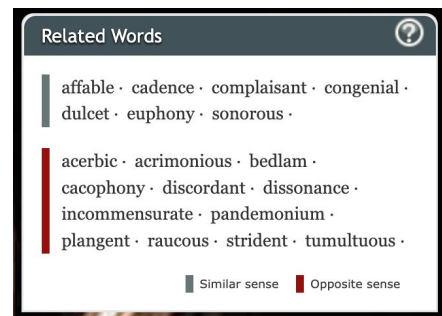 Related Words
?
affable · cadence · complaisant · congenial ·
dulcet · euphony · sonorous ·
acerbic · acrimonious · bedlam ·
cacophony · discordant · dissonance ·
incommensurate · pandemonium ·
plangent · raucous · strident · tumultuous ·
Similar sense Opposite sense